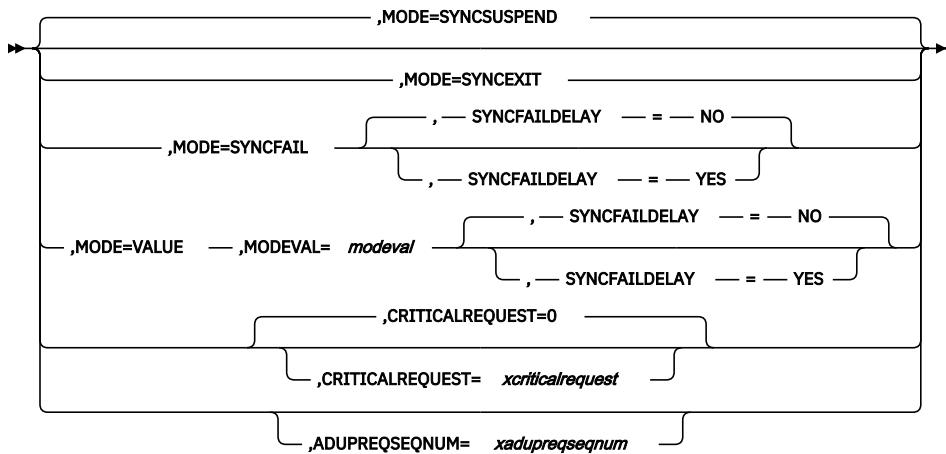 ,MODE=SYNCSUSPEND
,MODE=SYNCEXIT
, SYNCFAILDELAY = NO
,MODE=SYNCFAIL
, SYNCFAILDELAY = YES
, SYNCFAILDELAY = NO
,MODE=VALUE ,MODEVAL= modeval
, SYNCFAILDELAY = YES
,CRITICALREQUEST=0
,CRITICALREQUEST= xcriticalrequest
,ADUPREQSEQNUM= xadupreqseqnum